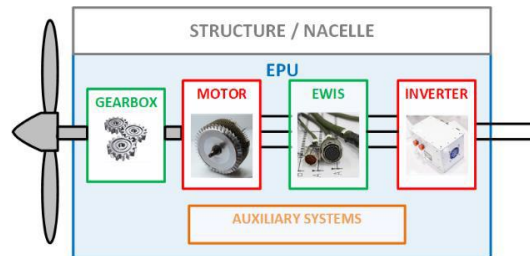 STRUCTURE / NACELLE
EPU
GEARBOX
MOTOR
EWIS
INVERTER
AUXILIARY SYSTEMS